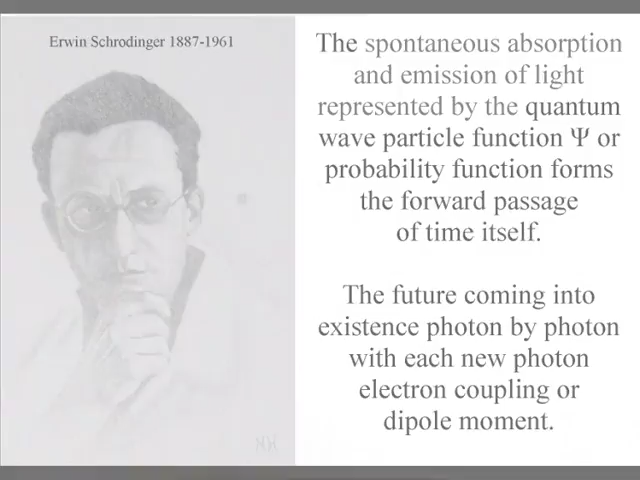 Erwin Schrodinger 1887-1961
The spontaneous absorption
and emission of light
represented by the quantum
wave particle function Ψ or
probability function forms
the forward passage
of time itself.
The future coming into
existence photon by photon
with each new photon
electron coupling or
dipole moment.